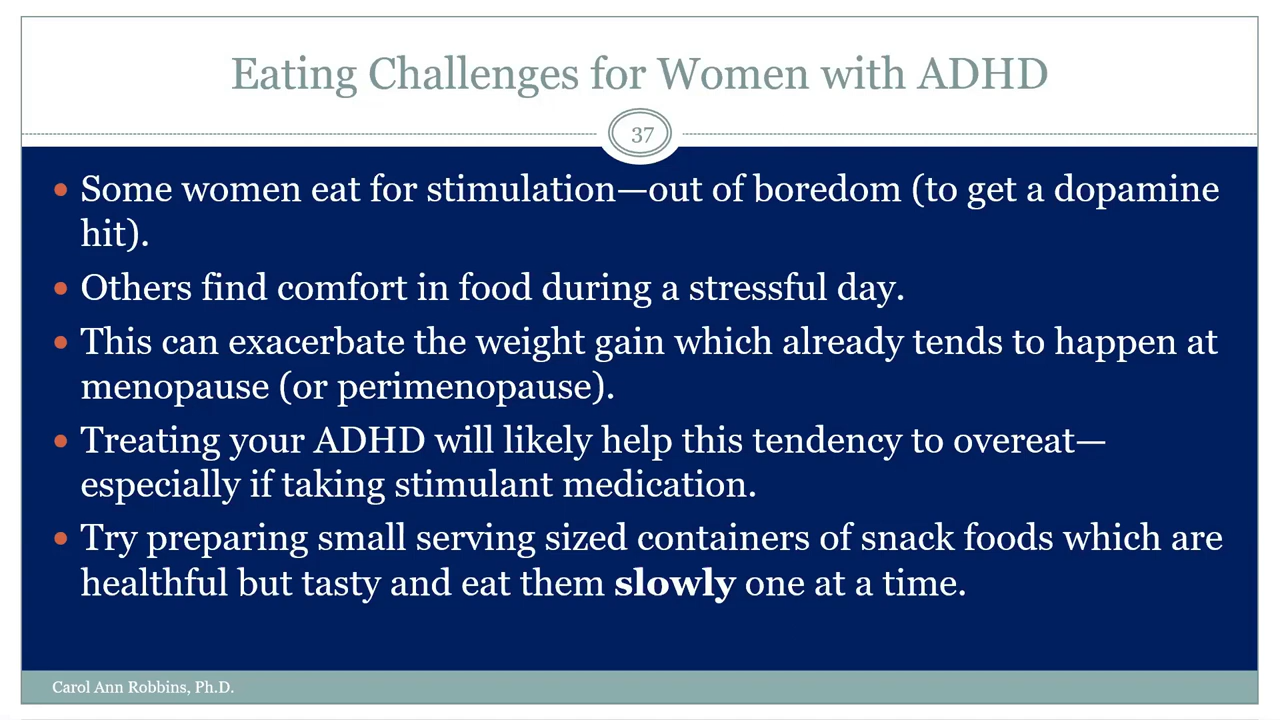 Eating Challenges for Women with ADHD
37
• Some women eat for stimulation—out of boredom (to get a dopamine
hit).
• Others find comfort in food during a stressful day.
• This can exacerbate the weight gain which already tends to happen at
menopause (or perimenopause).
• Treating your ADHD will likely help this tendency to overeat—
especially if taking stimulant medication.
• Try preparing small serving sized containers of snack foods which are
healthful but tasty and eat them slowly one at a time.
Carol Ann Robbins, Ph.D.